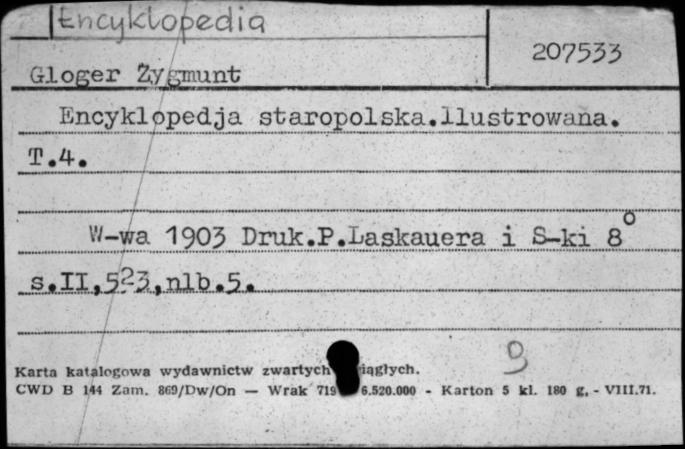 Encyklopedia
207533
Gloger Zygmunt
Encyklopedja staropolska.Ilustrowana.
T.4.
W-wa 1903 Druk.P.Laskauera i S-ki 8°
s.II,523,nlb.5.
9
Karta katalogowa wydawnictw zwartych iągłych.
CWD B 144 Zam. 869/Dw/On — Wrak 719 6.520.000 - Karton 5 kl. 180 g. - VIII.71.